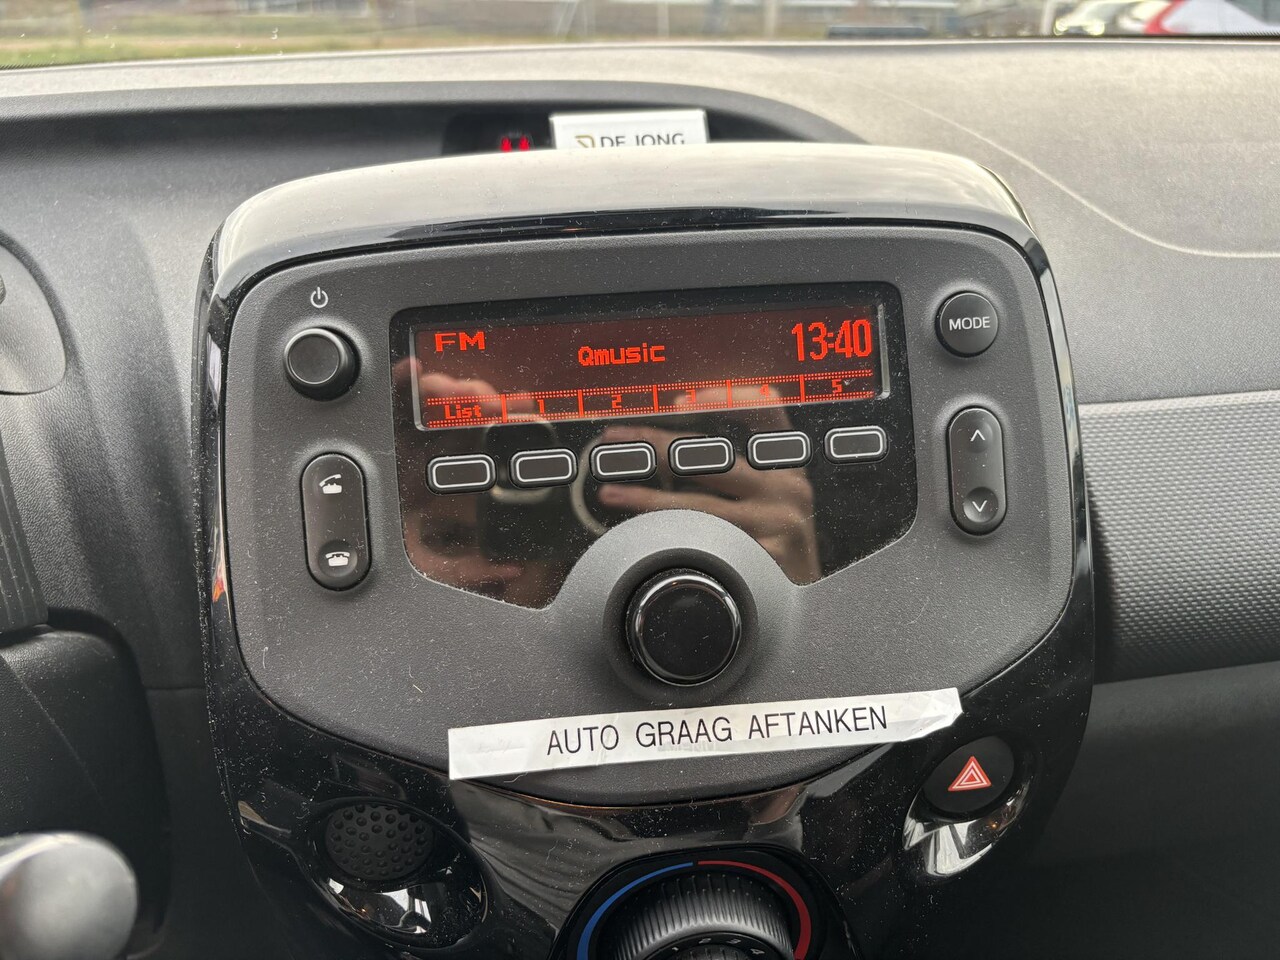 DE JONG
FM
Qmusic
13:40
List 1 2 3 4 5
MODE
AUTO GRAAG AFTANKEN